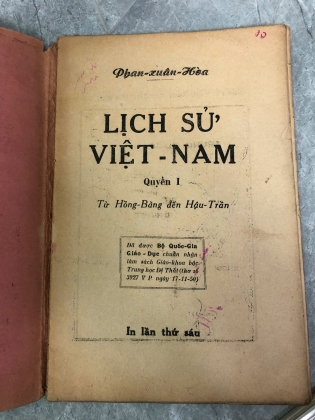 Phan-xuân-Hòa
LỊCH SỬ
VIỆT-NAM
Quyển I
Từ Hồng-Bàng đến Hậu-Trần
Đã được Bộ Quốc-Gia
Giáo-Dục chuẩn nhận
làm sách Giáo-khoa bậc
Trung học Đệ Thất (thơ số
3927 T P ngày 17-11-50)
In lần thứ sáu